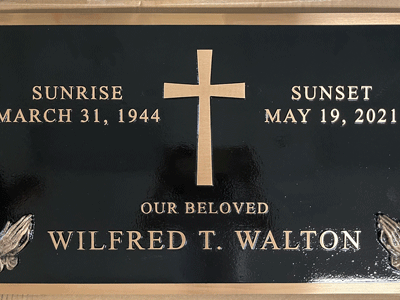 SUNRISE
MARCH 31, 1944
SUNSET
MAY 19, 2021
OUR BELOVED
WILFRED T. WALTON